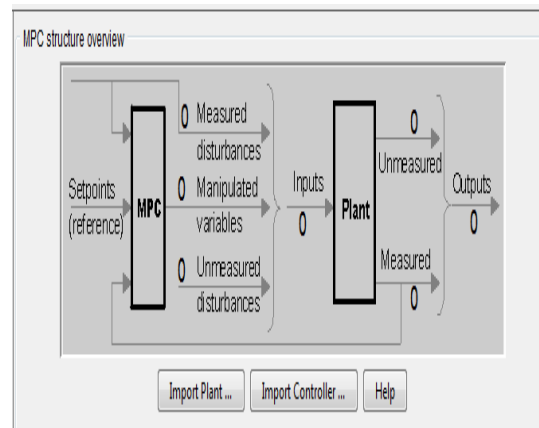 MPC structure overview
0 Measured
disturbances
Setpoints
(reference)
MPC
0 Manipulated
variables
0 Unmeasured
disturbances
Inputs
0
Plant
0
Unmeasured
Measured
0
Outputs
0
Import Plant ...
Import Controller ...
Help